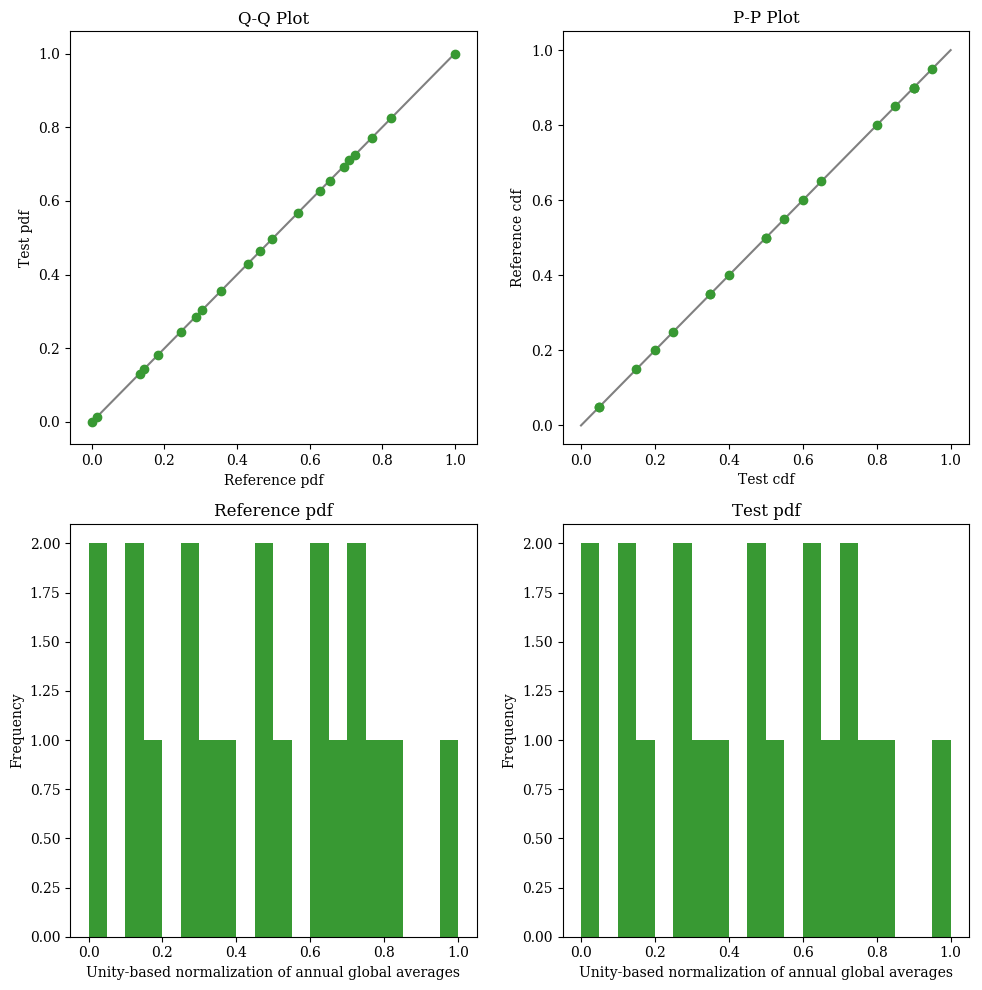 Q-Q Plot
1.0
0.8
0.6
0.4
0.2
0.0
Test pdf
0.0 0.2 0.4 0.6 0.8 1.0
Reference pdf
P-P Plot
1.0
0.8
0.6
0.4
0.2
0.0
Reference cdf
0.0 0.2 0.4 0.6 0.8 1.0
Test cdf
Reference pdf
2.00
1.75
1.50
1.25
1.00
0.75
0.50
0.25
0.00
Frequency
0.0 0.2 0.4 0.6 0.8 1.0
Unity-based normalization of annual global averages
Test pdf
2.00
1.75
1.50
1.25
1.00
0.75
0.50
0.25
0.00
Frequency
0.0 0.2 0.4 0.6 0.8 1.0
Unity-based normalization of annual global averages